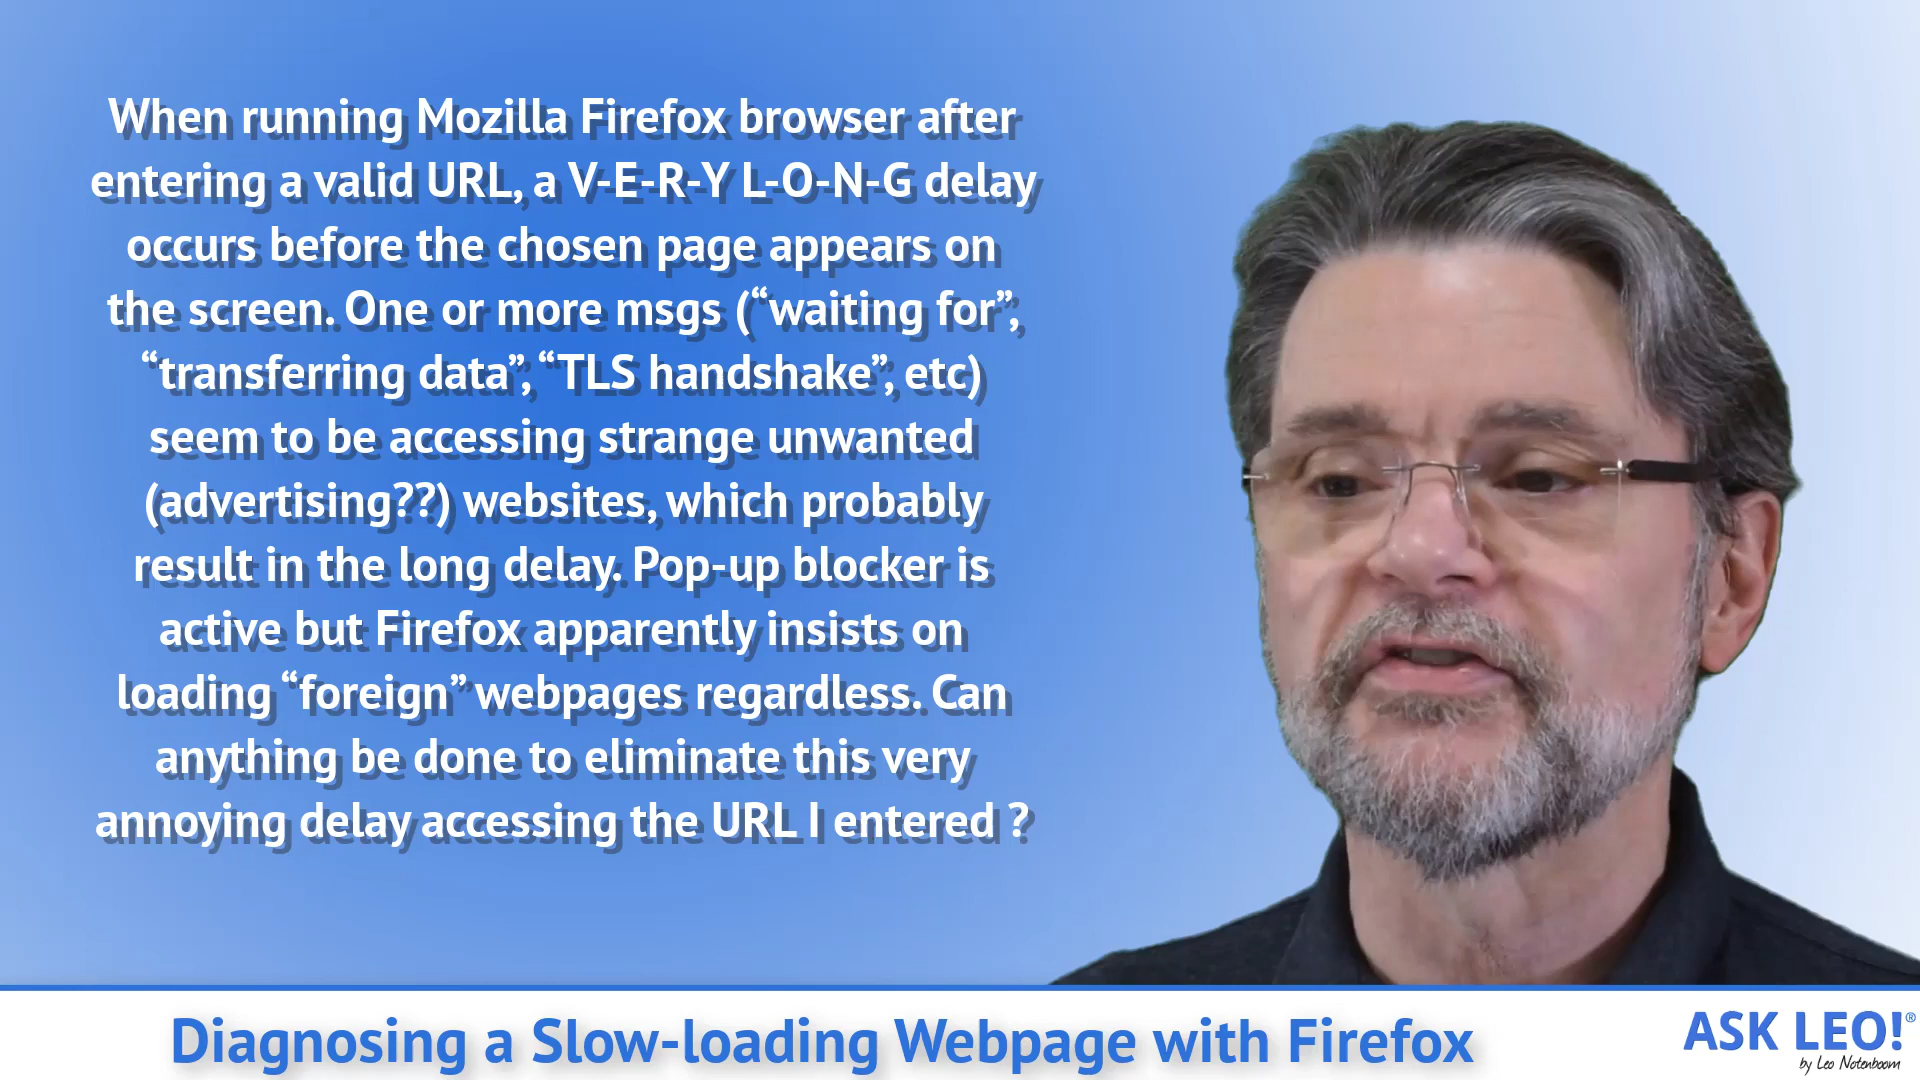 When running Mozilla Firefox browser after
entering a valid URL, a V-E-R-Y L-O-N-G delay
occurs before the chosen page appears on
the screen. One or more msgs (“waiting for”,
“transferring data”, “TLS handshake”, etc)
seem to be accessing strange unwanted
(advertising??) websites, which probably
result in the long delay. Pop-up blocker is
active but Firefox apparently insists on
loading “foreign” webpages regardless. Can
anything be done to eliminate this very
annoying delay accessing the URL I entered ?
Diagnosing a Slow-loading Webpage with Firefox
ASK LEO!®
by Leo Notenboom